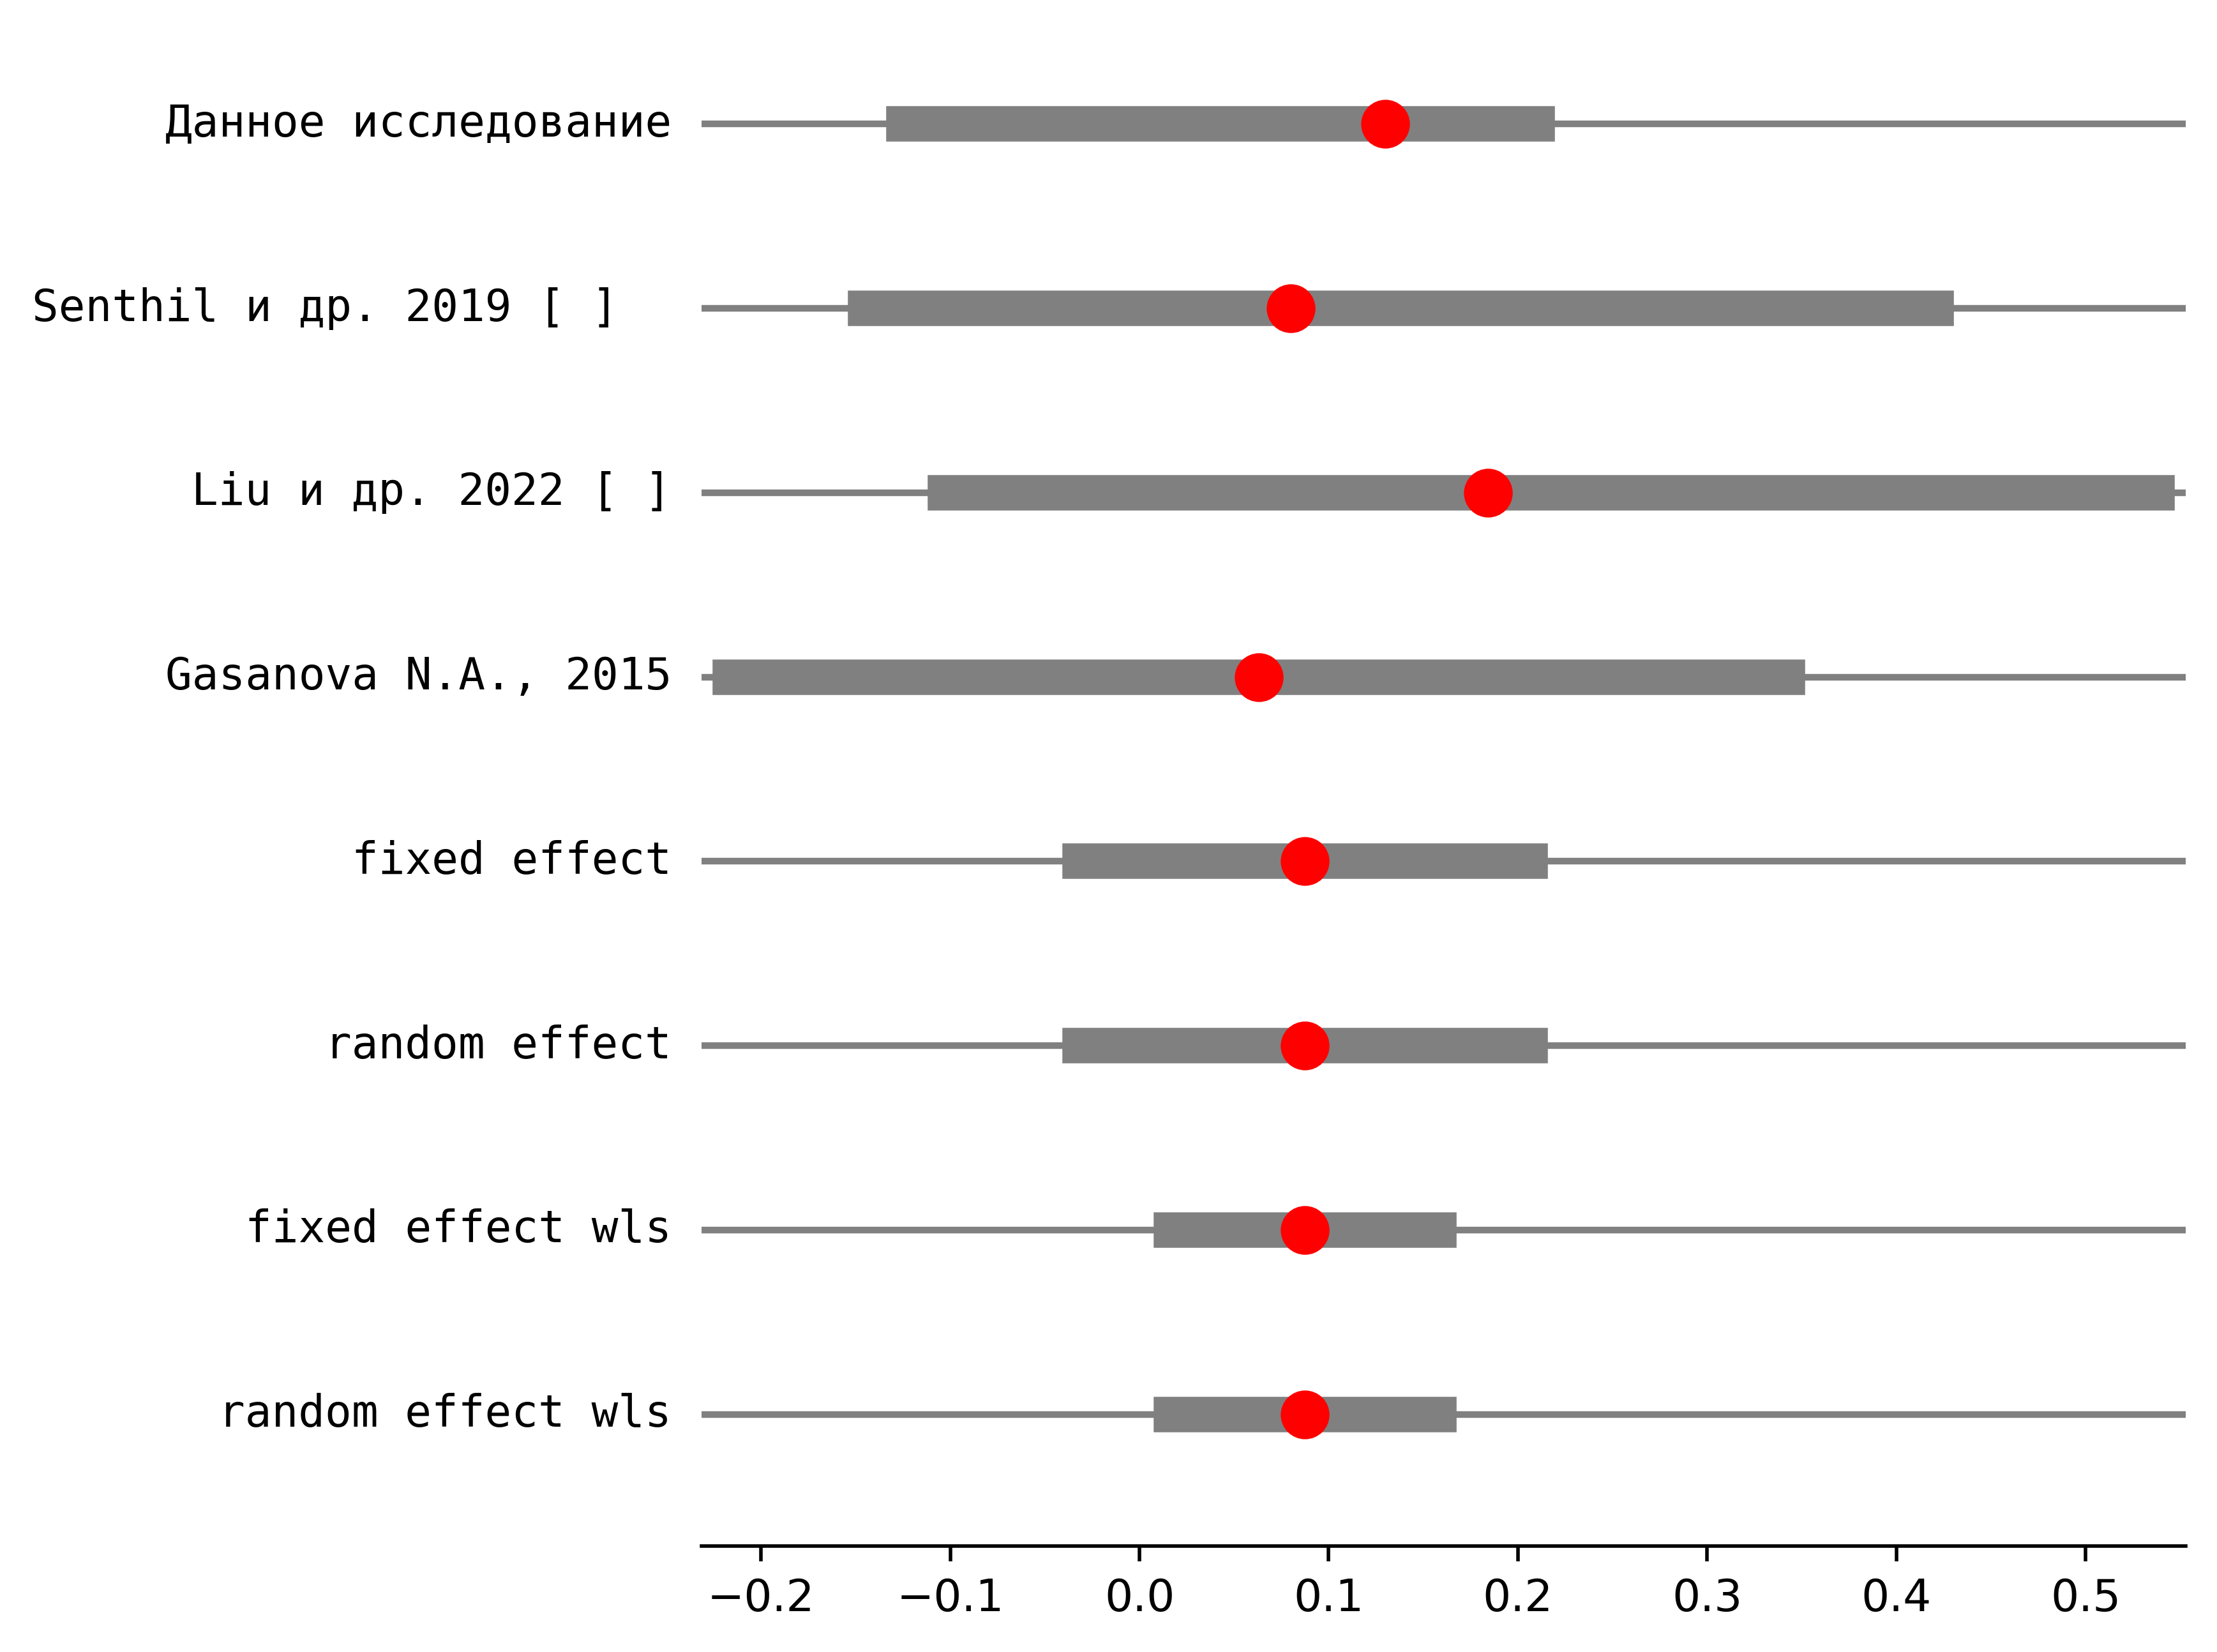 Данное исследование
Senthil и др. 2019 [ ]
Liu и др. 2022 [ ]
Gasanova N.A., 2015
fixed effect
random effect
fixed effect wls
random effect wls
−0.2 −0.1 0.0 0.1 0.2 0.3 0.4 0.5